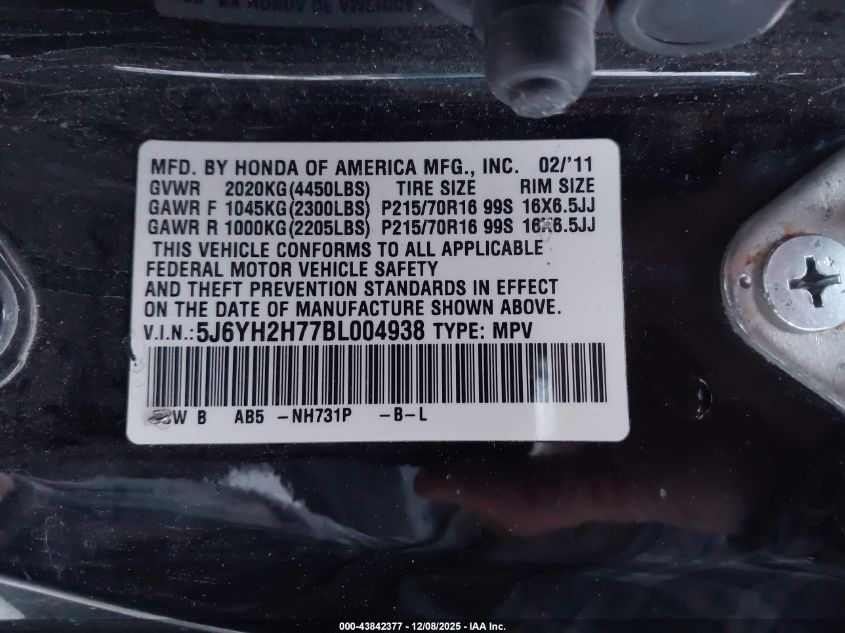 MFD. BY HONDA OF AMERICA MFG., INC. 02/'11
GVWR 2020KG(4450LBS) TIRE SIZE RIM SIZE
GAWR F 1045KG(2300LBS) P215/70R16 99S 16X6.5JJ
GAWR R 1000KG(2205LBS) P215/70R16 99S 16X6.5JJ
THIS VEHICLE CONFORMS TO ALL APPLICABLE
FEDERAL MOTOR VEHICLE SAFETY
AND THEFT PREVENTION STANDARDS IN EFFECT
ON THE DATE OF MANUFACTURE SHOWN ABOVE.
V.I.N.: 5J6YH2H77BL004938 TYPE: MPV
W B AB5 -NH731P -B-L
000-43842377 - 12/08/2025 - IAA Inc.